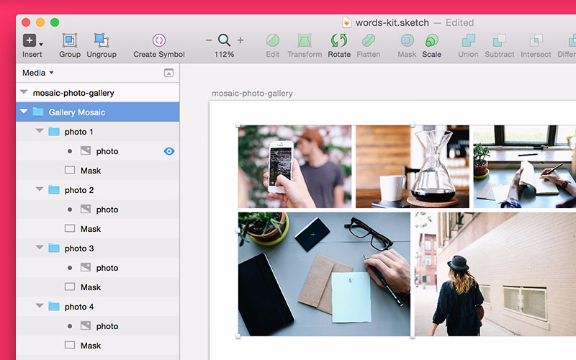 words-kit.sketch — Edited
Insert Group Ungroup Create Symbol 112% Edit Transform Rotate Flatten Mask Scale Union Subtract Intersect
Media
mosaic-photo-gallery
Gallery Mosaic
photo 1
photo
Mask
photo 2
photo
Mask
photo 3
photo
Mask
photo 4
photo
Mask
mosaic-photo-gallery